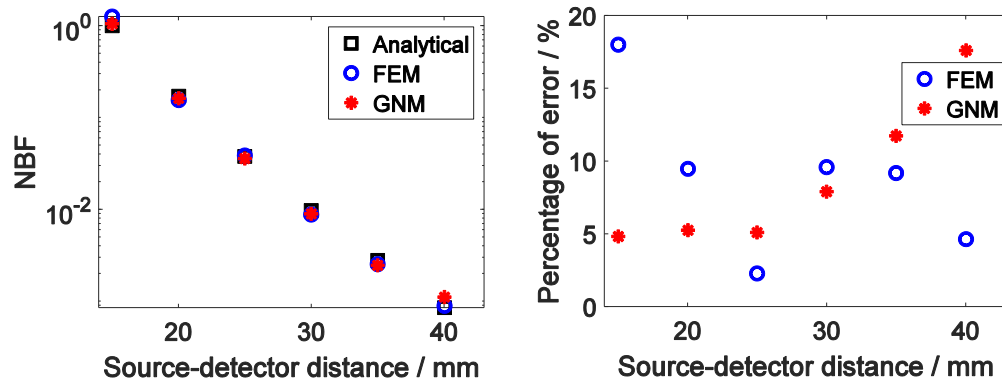 10^0
10^-2
NBF
Analytical
FEM
GNM
20 30 40
Source-detector distance / mm
20
15
10
5
0
Percentage of error / %
FEM
GNM
20 30 40
Source-detector distance / mm